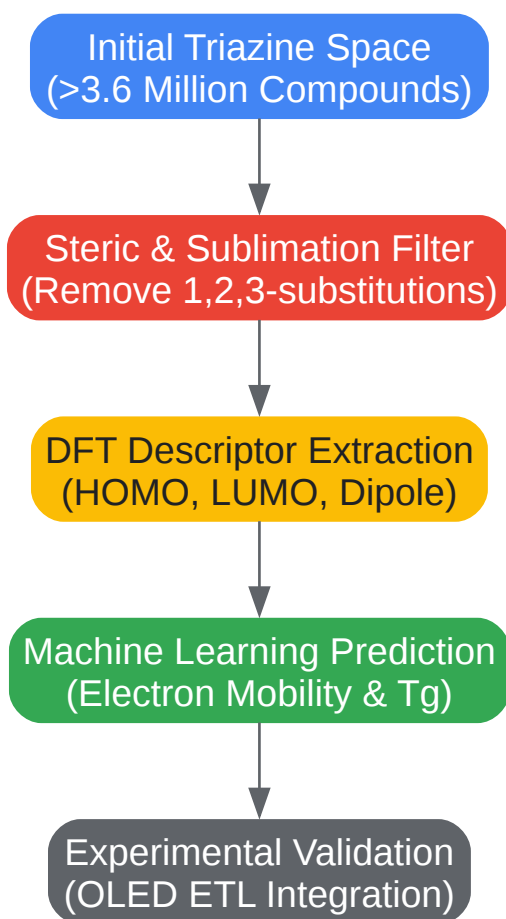 Initial Triazine Space
(>3.6 Million Compounds)
Steric & Sublimation Filter
(Remove 1,2,3-substitutions)
DFT Descriptor Extraction
(HOMO, LUMO, Dipole)
Machine Learning Prediction
(Electron Mobility & Tg)
Experimental Validation
(OLED ETL Integration)